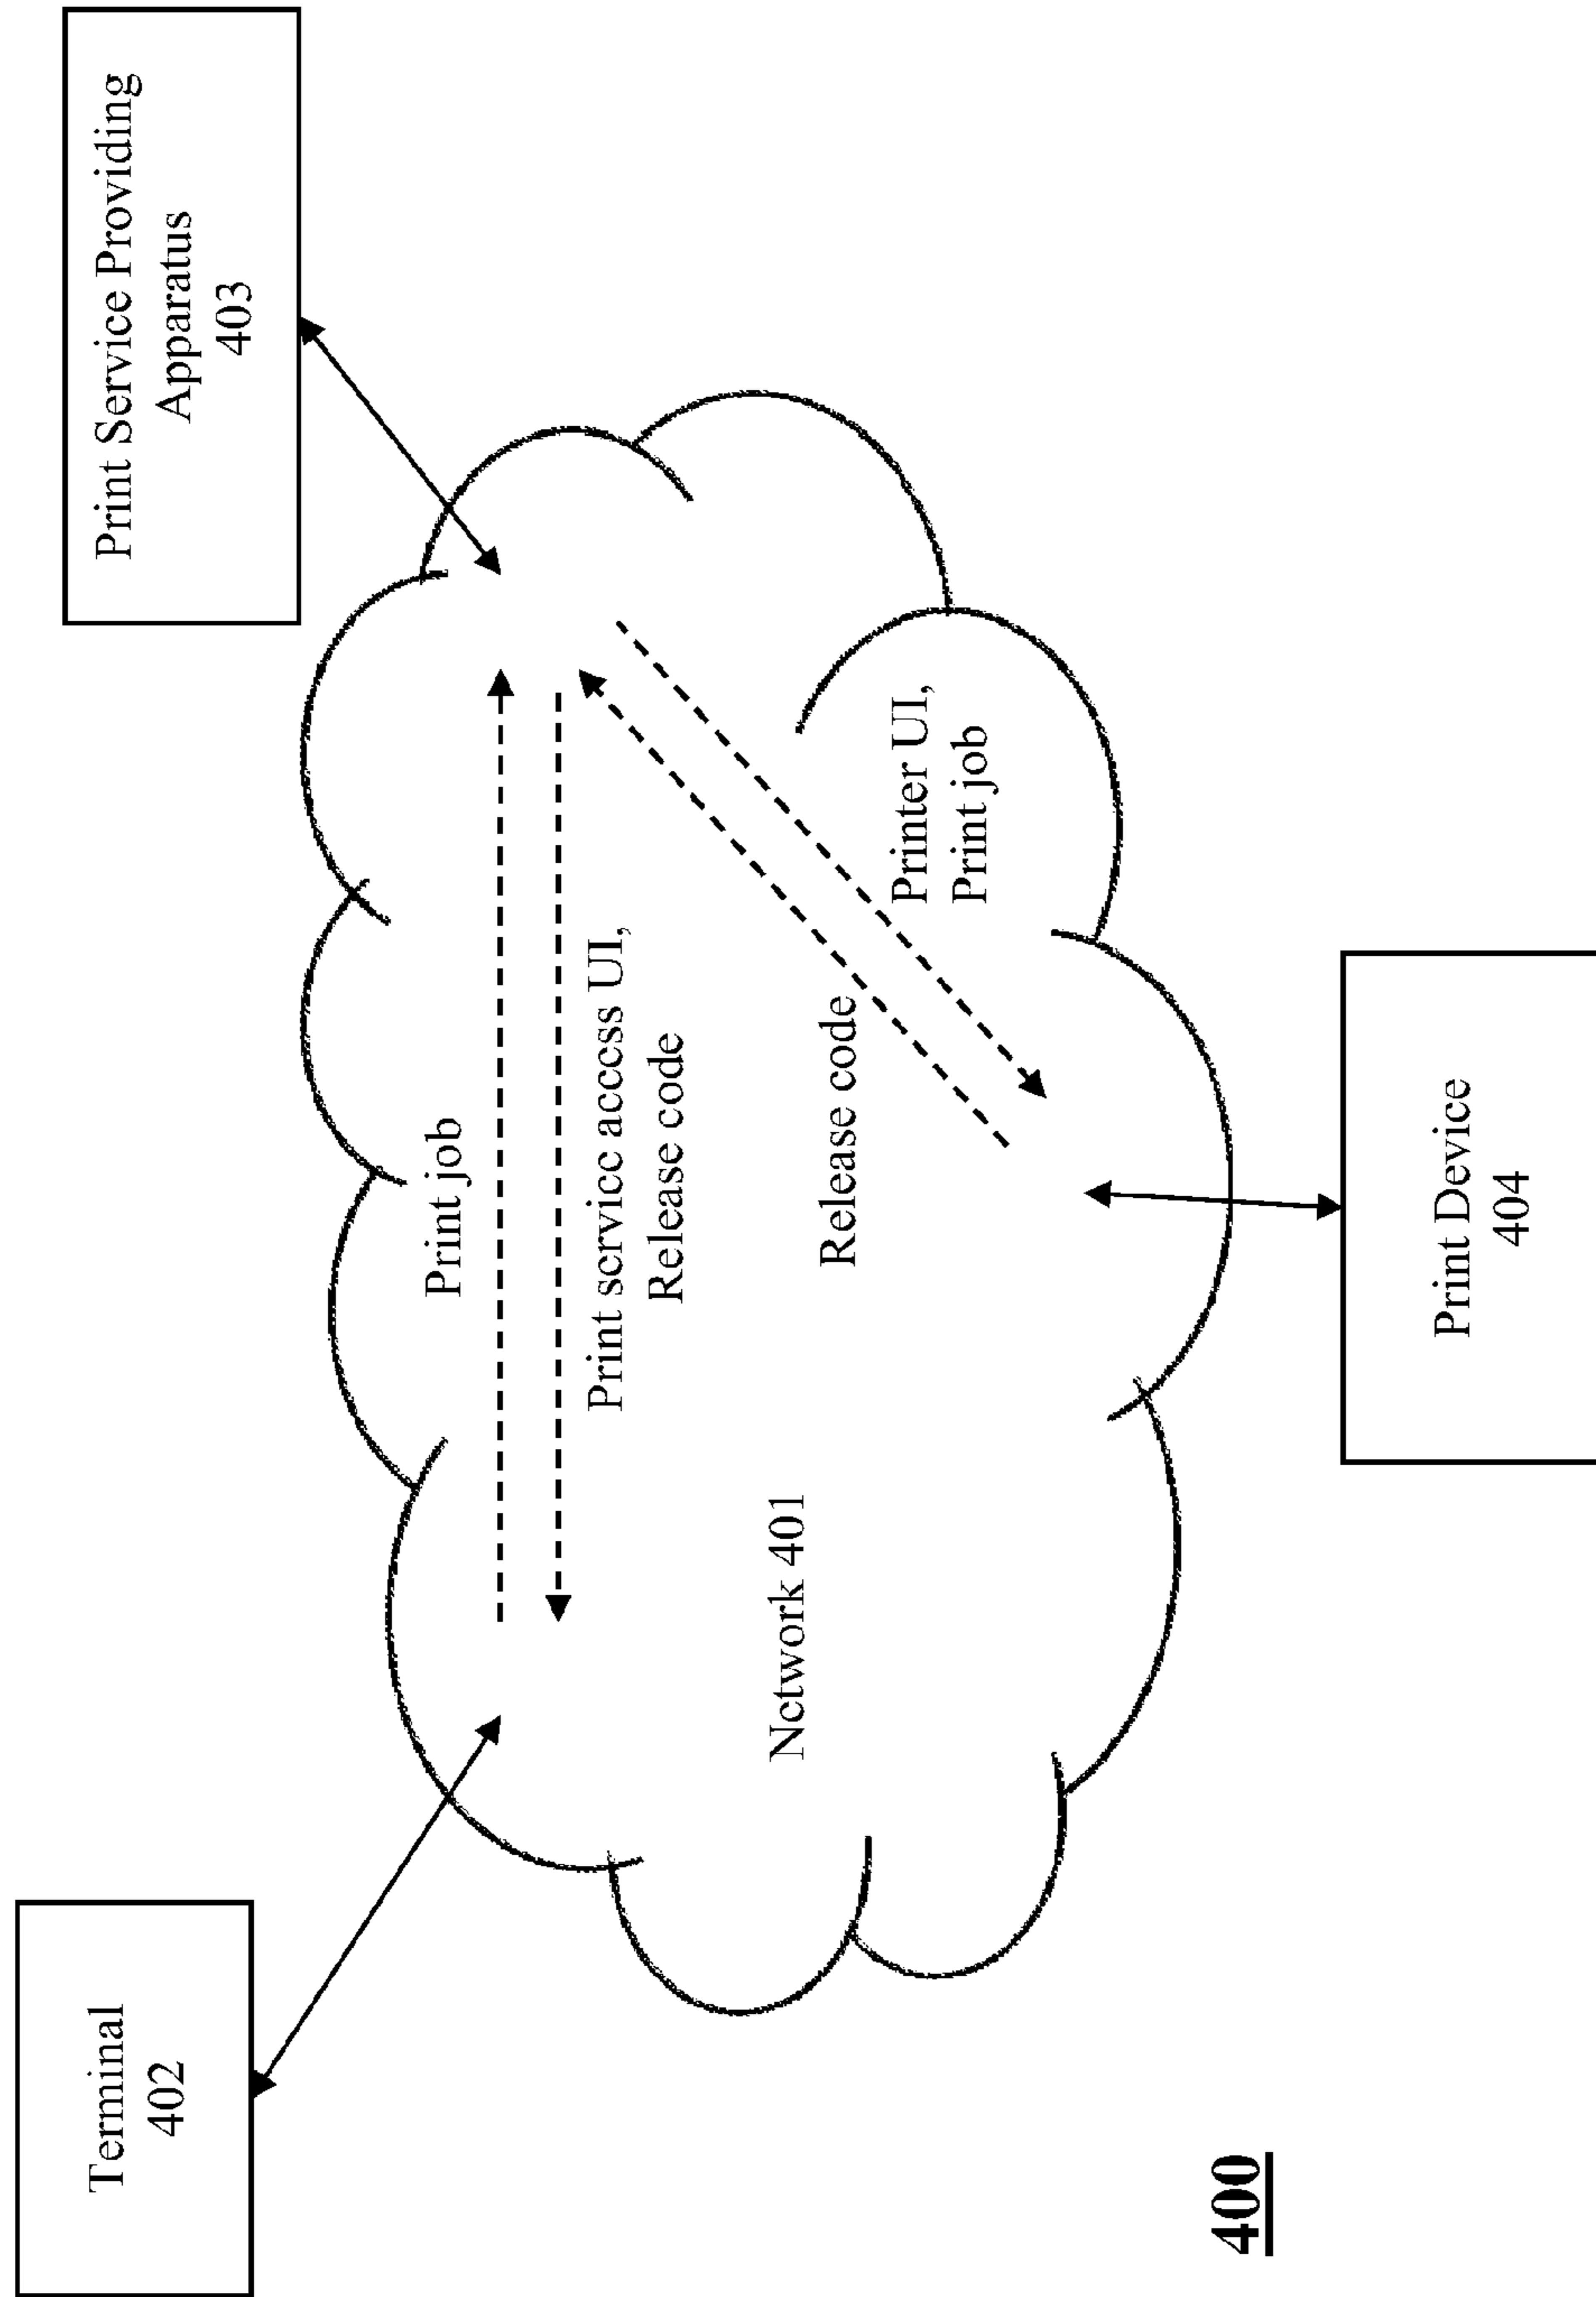 Terminal
402
Print Service Providing
Apparatus
403
Print job
Print service access UI,
Release code
Release code
Printer UI,
Print job
Network 401
Print Device
404
400